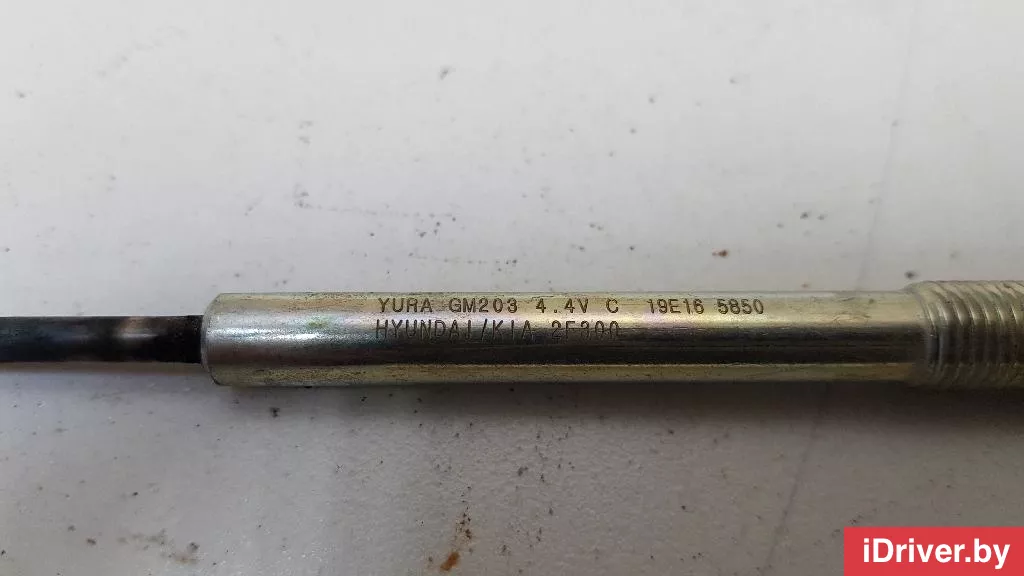 YURA GM203 4.4V C 19E16 5850
HYUNDAI/KIA 2F300
iDriver.by